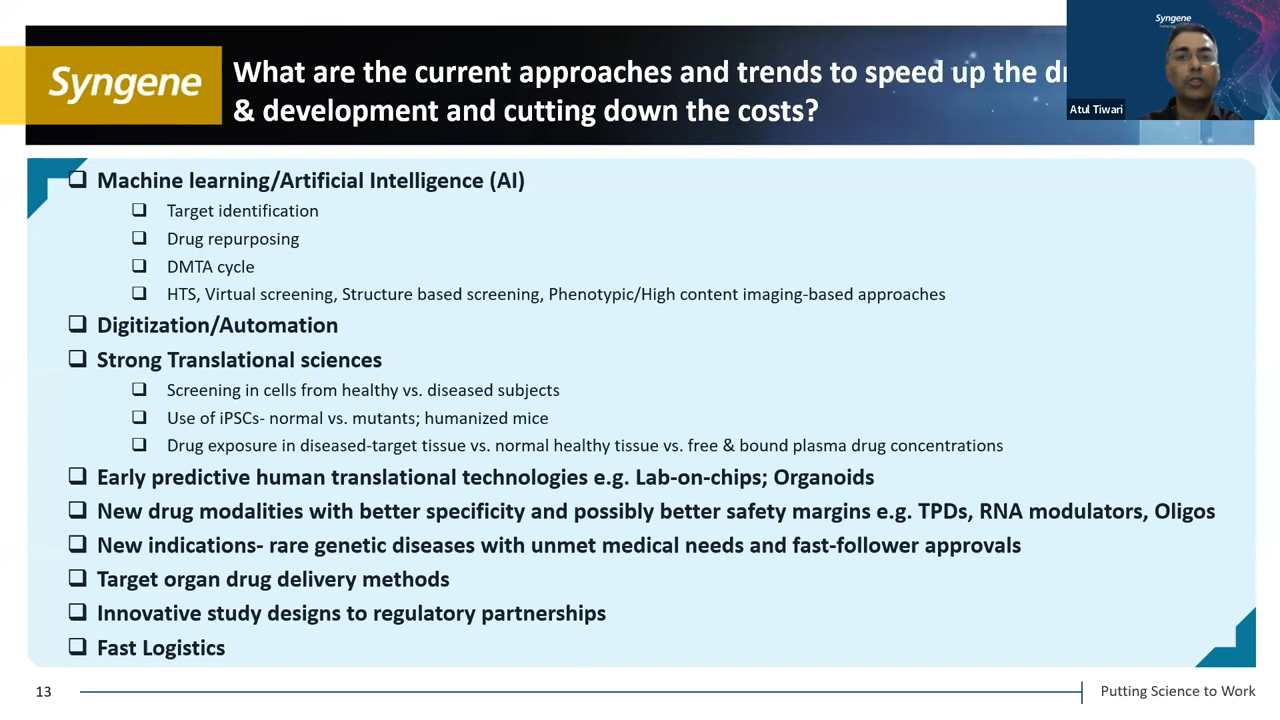 Syngene
Syngene
What are the current approaches and trends to speed up the
& development and cutting down the costs?
Atul Tiwari
Machine learning/Artificial Intelligence (AI)
Target identification
Drug repurposing
DMTA cycle
HTS, Virtual screening, Structure based screening, Phenotypic/High content imaging-based approaches
Digitization/Automation
Strong Translational sciences
Screening in cells from healthy vs. diseased subjects
Use of iPSCs- normal vs. mutants; humanized mice
Drug exposure in diseased-target tissue vs. normal healthy tissue vs. free & bound plasma drug concentrations
Early predictive human translational technologies e.g. Lab-on-chips; Organoids
New drug modalities with better specificity and possibly better safety margins e.g. TPDs, RNA modulators, Oligos
New indications- rare genetic diseases with unmet medical needs and fast-follower approvals
Target organ drug delivery methods
Innovative study designs to regulatory partnerships
Fast Logistics
13
Putting Science to Work